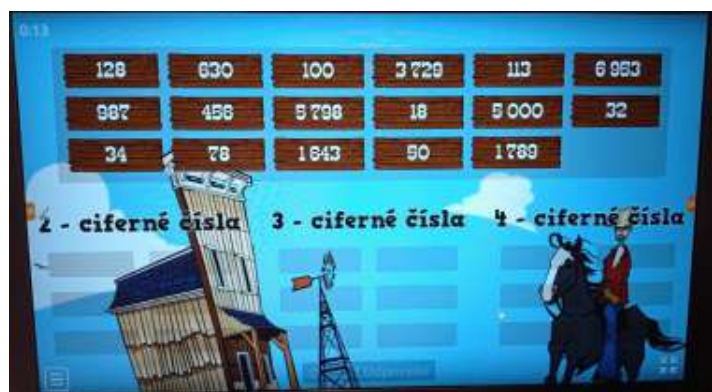 0:13
128 630 100 3 729 113 6 953
987 456 5 798 18 5 000 32
34 78 1 643 50 1 789
2 - ciferné čísla 3 - ciferné čísla 4 - ciferné čísla